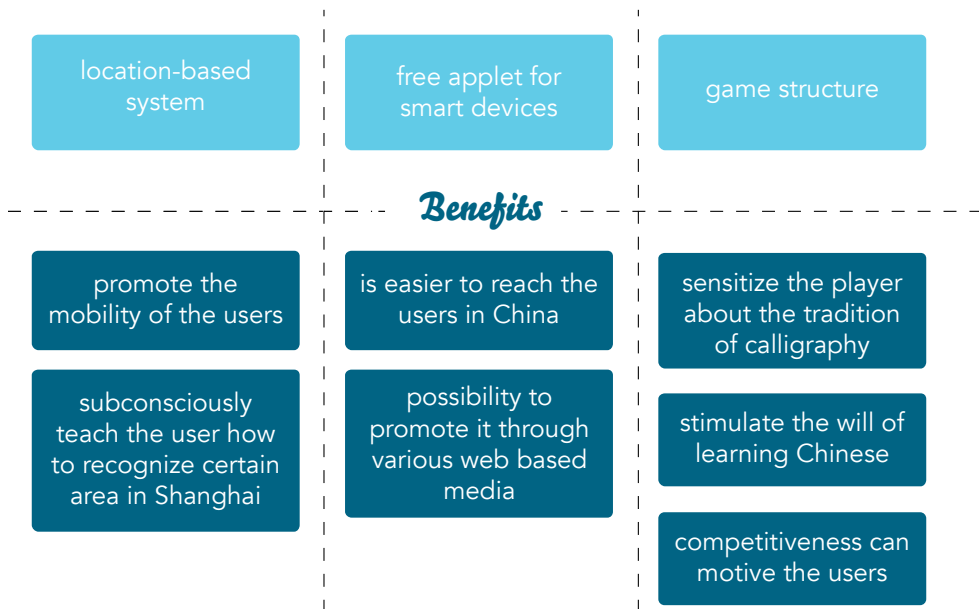 location-based
system
free applet for
smart devices
game structure
Benefits
promote the
mobility of the users
subconsciously
teach the user how
to recognize certain
area in Shanghai
is easier to reach the
users in China
possibility to
promote it through
various web based
media
sensitize the player
about the tradition
of calligraphy
stimulate the will of
learning Chinese
competitiveness can
motive the users